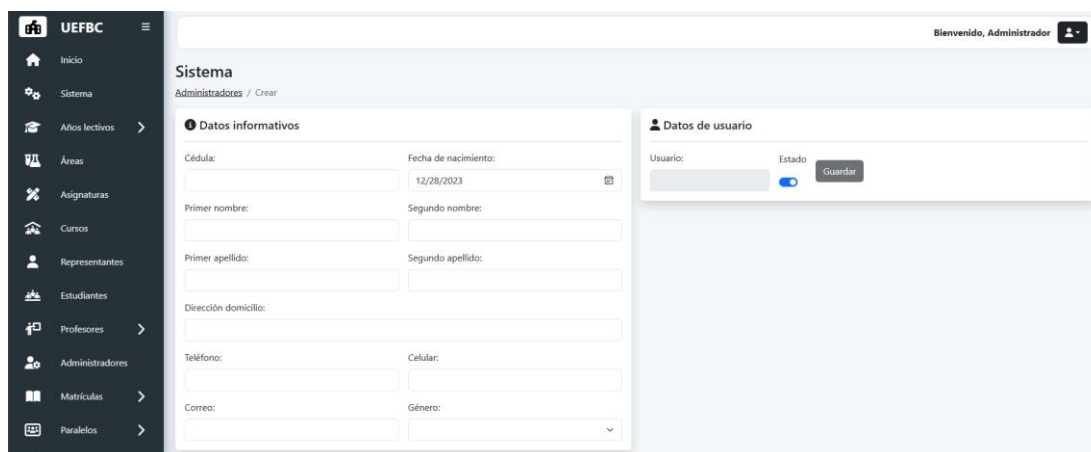 UEFBC
Inicio
Sistema
Años lectivos
Áreas
Asignaturas
Cursos
Representantes
Estudiantes
Profesores
Administradores
Matrículas
Paralelos
Bienvenido, Administrador
Sistema
Administradores / Crear
Datos informativos
Cédula: Fecha de nacimiento:
12/28/2023
Primer nombre: Segundo nombre:
Primer apellido: Segundo apellido:
Dirección domicilio:
Teléfono: Celular:
Correo: Género:
Datos de usuario
Usuario: Estado
Guardar